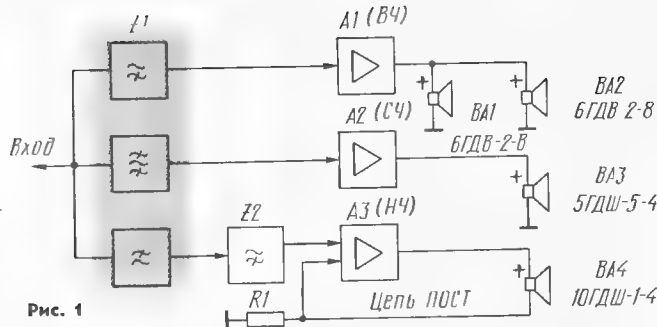 Z1
A1 (ВЧ)
BA1
6ГДВ-2-8
BA2
6ГДВ 2-8
Вход
A2 (СЧ)
BA3
5ГДШ-5-4
Z2
A3 (НЧ)
BA4
10ГДШ-1-4
R1
Цепь ПОСТ
Рис. 1